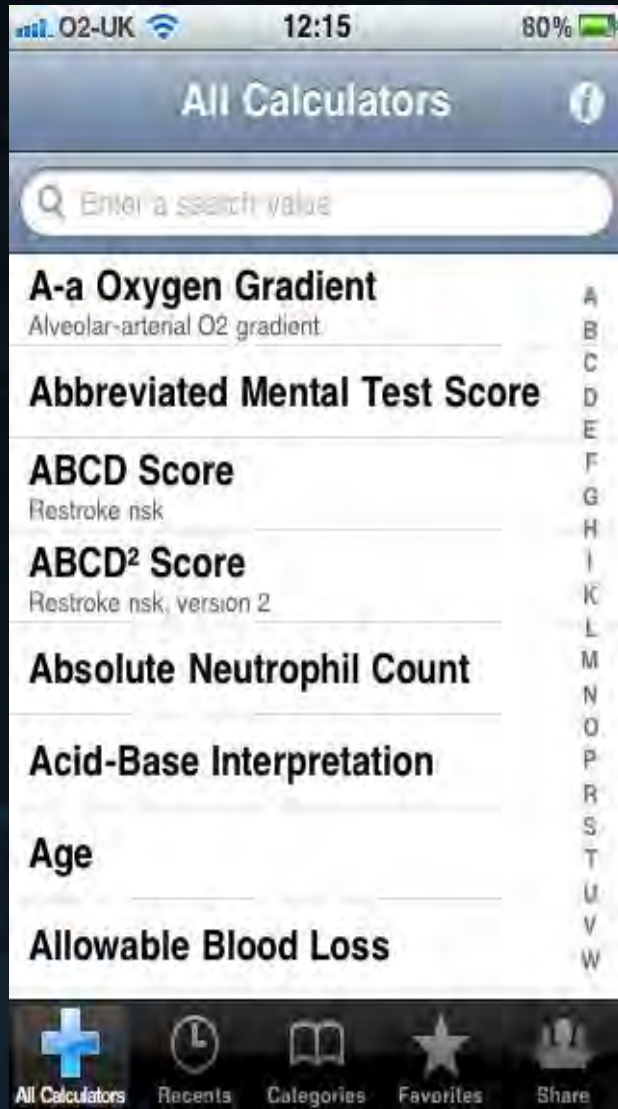 O2-UK 12:15 80%
All Calculators
Enter a search value
A-a Oxygen Gradient
Alveolar-arterial O2 gradient
Abbreviated Mental Test Score
ABCD Score
Restroke risk
ABCD² Score
Restroke risk, version 2
Absolute Neutrophil Count
Acid-Base Interpretation
Age
Allowable Blood Loss
A
B
C
D
E
F
G
H
I
K
L
M
N
O
P
R
S
T
U
V
W
All Calculators Recents Categories Favorites Share